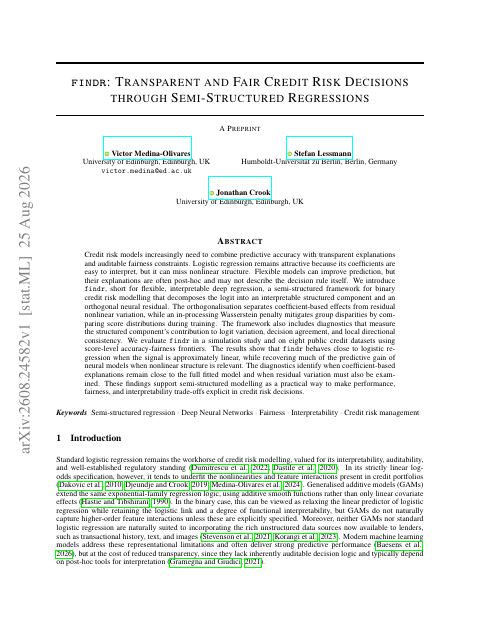 FINDR: TRANSPARENT AND FAIR CREDIT RISK DECISIONS
THROUGH SEMI-STRUCTURED REGRESSIONS
A PREPRINT
Victor Medina-Olivares
University of Edinburgh, Edinburgh, UK
victor.medina@ed.ac.uk
Stefan Lessmann
Humboldt-Universität zu Berlin, Berlin, Germany
Jonathan Crook
University of Edinburgh, Edinburgh, UK
arXiv:2608.24582v1 [stat.ML] 25 Aug 2026
ABSTRACT
Credit risk models increasingly need to combine predictive accuracy with transparent explanations
and auditable fairness constraints. Logistic regression remains attractive because its coefficients are
easy to interpret, but it can miss nonlinear structure. Flexible models can improve prediction, but
their explanations are often post-hoc and may not describe the decision rule itself. We introduce
findr, short for flexible, interpretable deep regression, a semi-structured framework for binary
credit risk modelling that decomposes the logit into an interpretable structured component and an
orthogonal neural residual. The orthogonalisation separates coefficient-based effects from residual
nonlinear variation, while an in-processing Wasserstein penalty mitigates group disparities by com-
paring score distributions during training. The framework also includes diagnostics that measure
the structured component's contribution to logit variation, decision agreement, and local directional
consistency. We evaluate findr in a simulation study and on eight public credit datasets using
score-level accuracy-fairness frontiers. The results show that findr behaves close to logistic re-
gression when the signal is approximately linear, while recovering much of the predictive gain of
neural models when nonlinear structure is relevant. The diagnostics identify when coefficient-based
explanations remain close to the full fitted model and when residual variation must also be exam-
ined. These findings support semi-structured modelling as a practical way to make performance,
fairness, and interpretability trade-offs explicit in credit risk decisions.
Keywords Semi-structured regression · Deep Neural Networks · Fairness · Interpretability · Credit risk management
1 Introduction
Standard logistic regression remains the workhorse of credit risk modelling, valued for its interpretability, auditability,
and well-established regulatory standing (Dumitrescu et al., 2022, Dastile et al., 2020). In its strictly linear log-
odds specification, however, it tends to underfit the nonlinearities and feature interactions present in credit portfolios
(Dakovic et al., 2010, Djeundje and Crook, 2019, Medina-Olivares et al., 2024). Generalised additive models (GAMs)
extend the same exponential-family regression logic, using additive smooth functions rather than only linear covariate
effects (Hastie and Tibshirani, 1990). In the binary case, this can be viewed as relaxing the linear predictor of logistic
regression while retaining the logistic link and a degree of functional interpretability, but GAMs do not naturally
capture higher-order feature interactions unless these are explicitly specified. Moreover, neither GAMs nor standard
logistic regression are naturally suited to incorporating the rich unstructured data sources now available to lenders,
such as transactional history, text, and images (Stevenson et al., 2021, Korangi et al., 2023). Modern machine learning
models address these representational limitations and often deliver strong predictive performance (Baesens et al.,
2026), but at the cost of reduced transparency, since they lack inherently auditable decision logic and typically depend
on post-hoc tools for interpretation (Gramegna and Giudici, 2021).